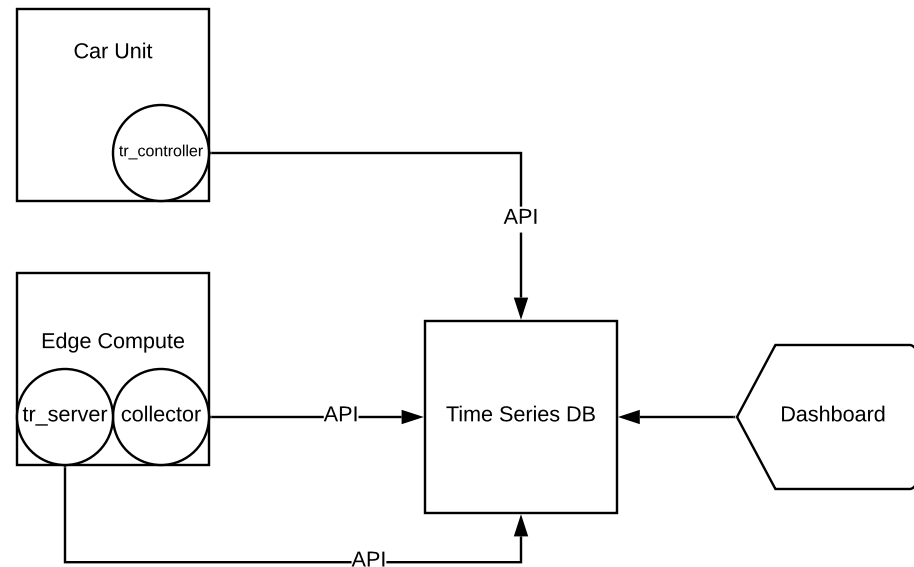 Car Unit
tr_controller
API
Edge Compute
tr_server
collector
API
Time Series DB
Dashboard
API